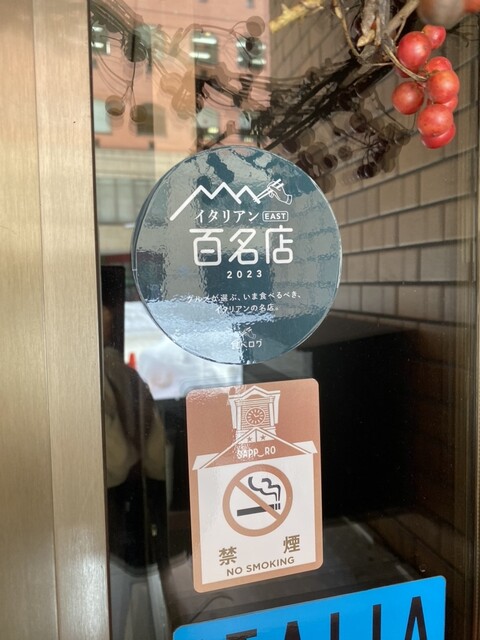 イタリアン EAST
百名店
2023
グルメが選ぶ、いま食べるべき、
イタリアンの名店。
食べログ
SAPP_RO
禁煙
NO SMOKING
TALIA